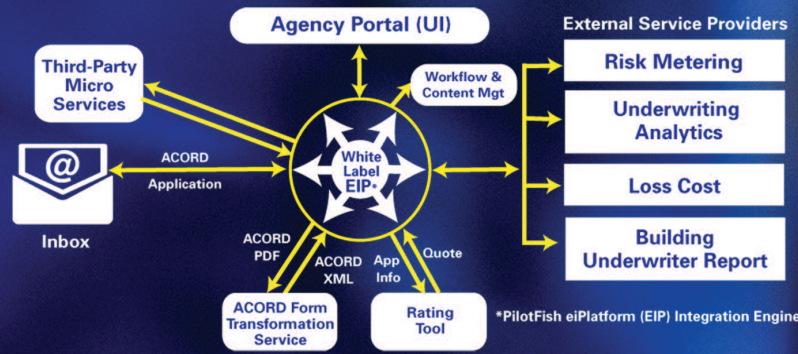 Agency Portal (UI)
External Service Providers
Third-Party
Micro
Services
Workflow &
Content Mgt
Risk Metering
Underwriting
Analytics
@
ACORD
Application
Inbox
White
Label
EIP*
Loss Cost
Building
Underwriter Report
ACORD
PDF
ACORD
XML
App
Info
Quote
ACORD Form
Transformation
Service
Rating
Tool
*PilotFish eiPlatform (EIP) Integration Engine